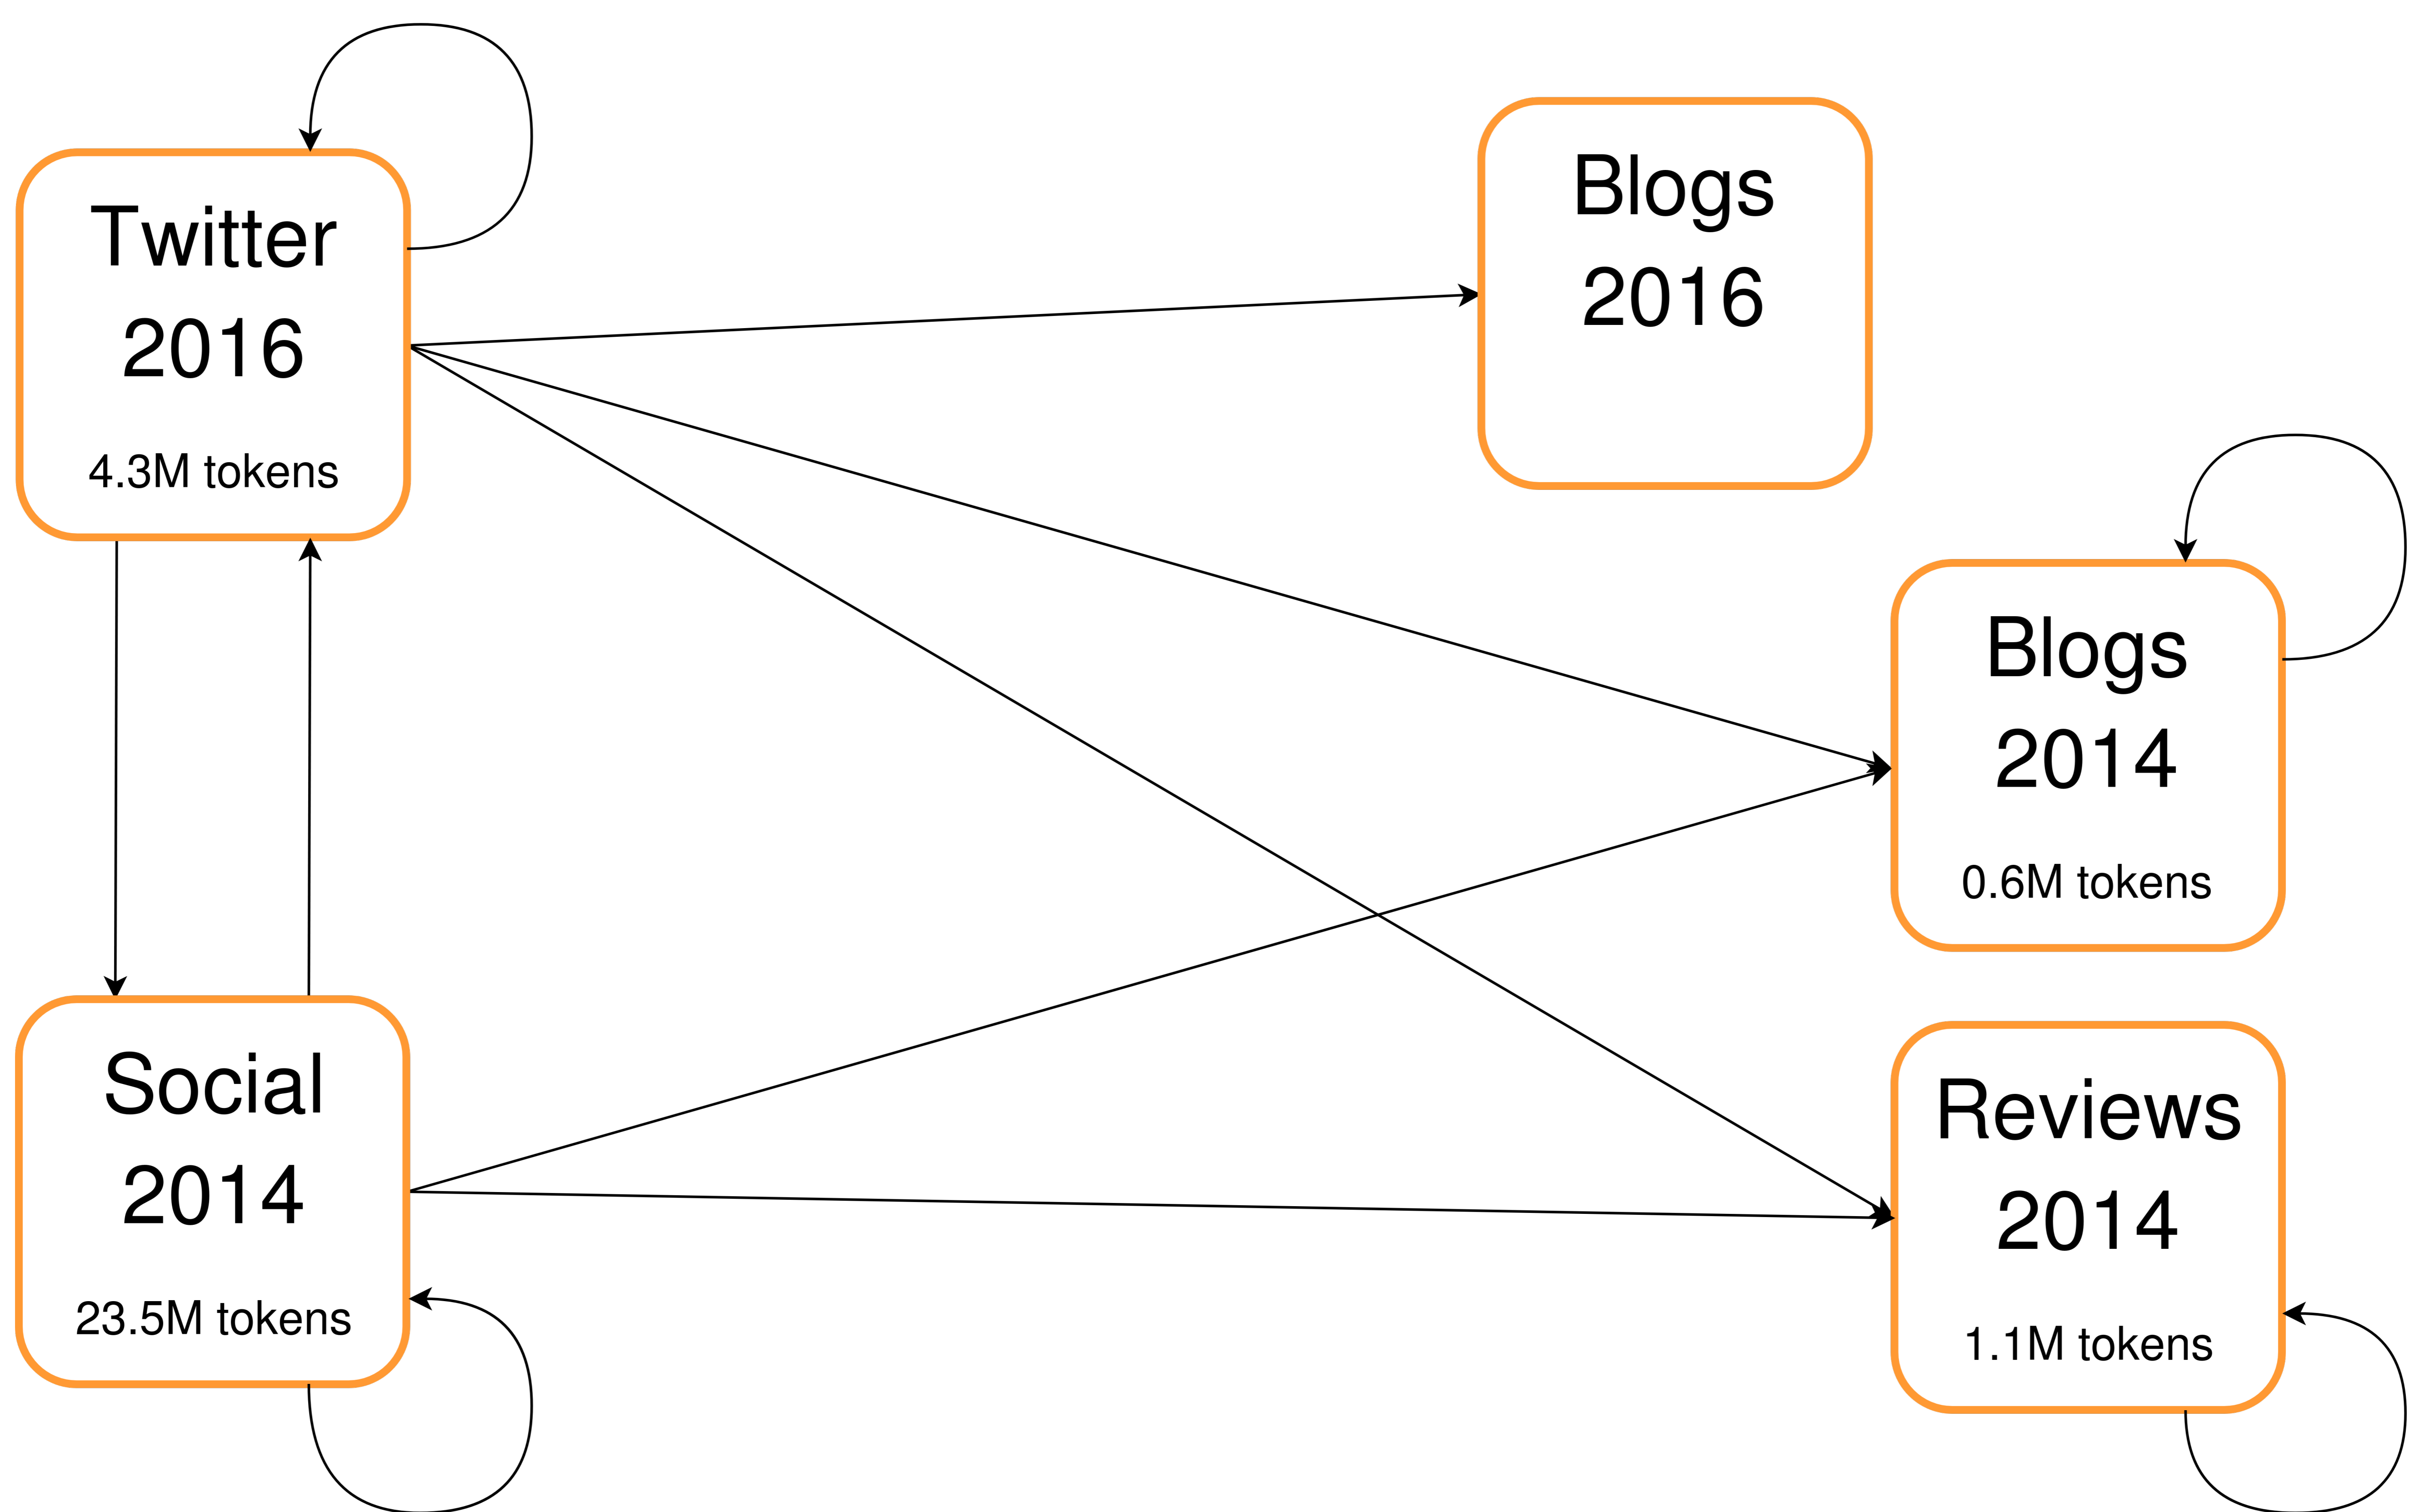 Twitter
2016
4.3M tokens
Blogs
2016
Blogs
2014
0.6M tokens
Social
2014
23.5M tokens
Reviews
2014
1.1M tokens